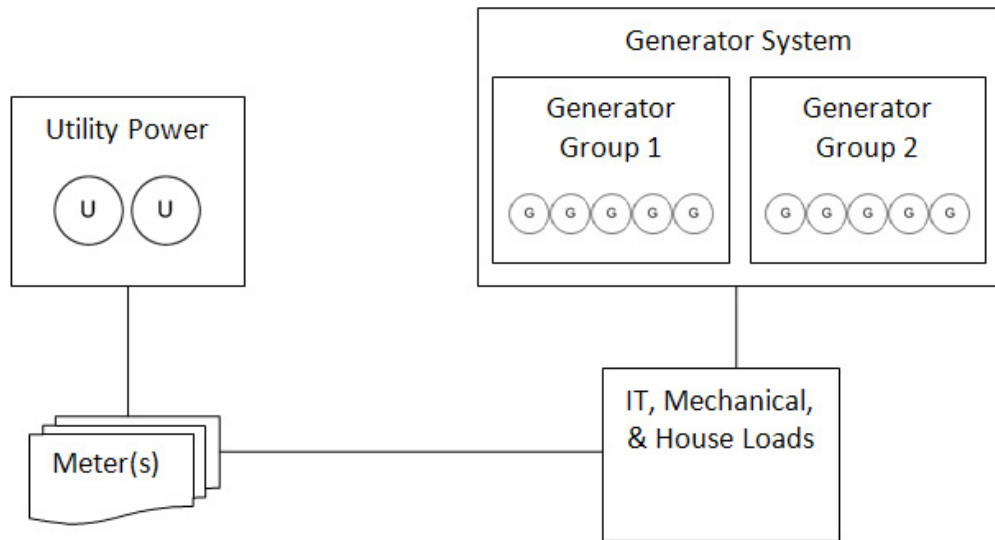 Generator System
Utility Power
U U
Generator
Group 1
G G G G G
Generator
Group 2
G G G G G
Meter(s)
IT, Mechanical,
& House Loads